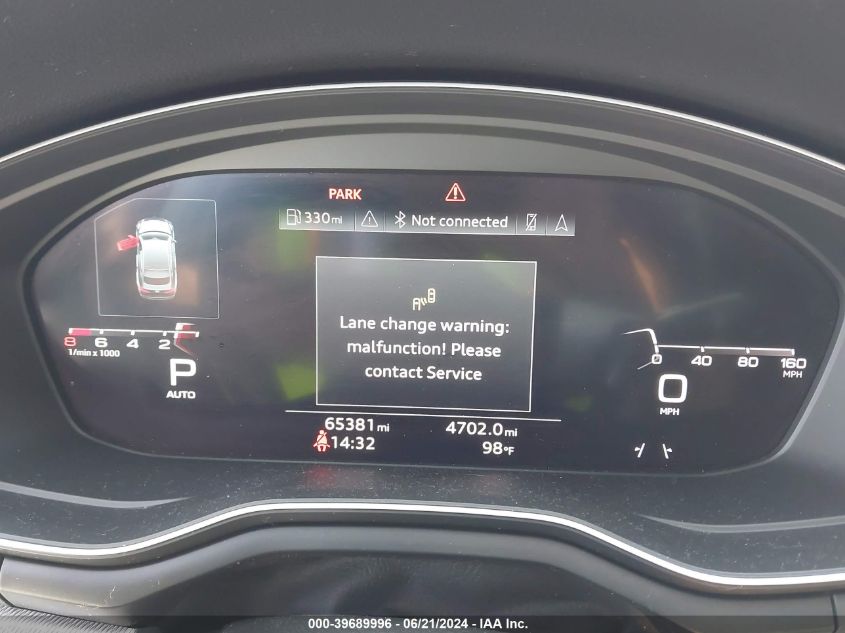 PARK
330mi
Not connected
Lane change warning:
malfunction! Please
contact Service
8 6 4 2
1/min x 1000
P
AUTO
0 40 80 160
MPH
0
MPH
65381mi 4702.0mi
14:32 98°F
000-39689996 - 06/21/2024 - IAA Inc.